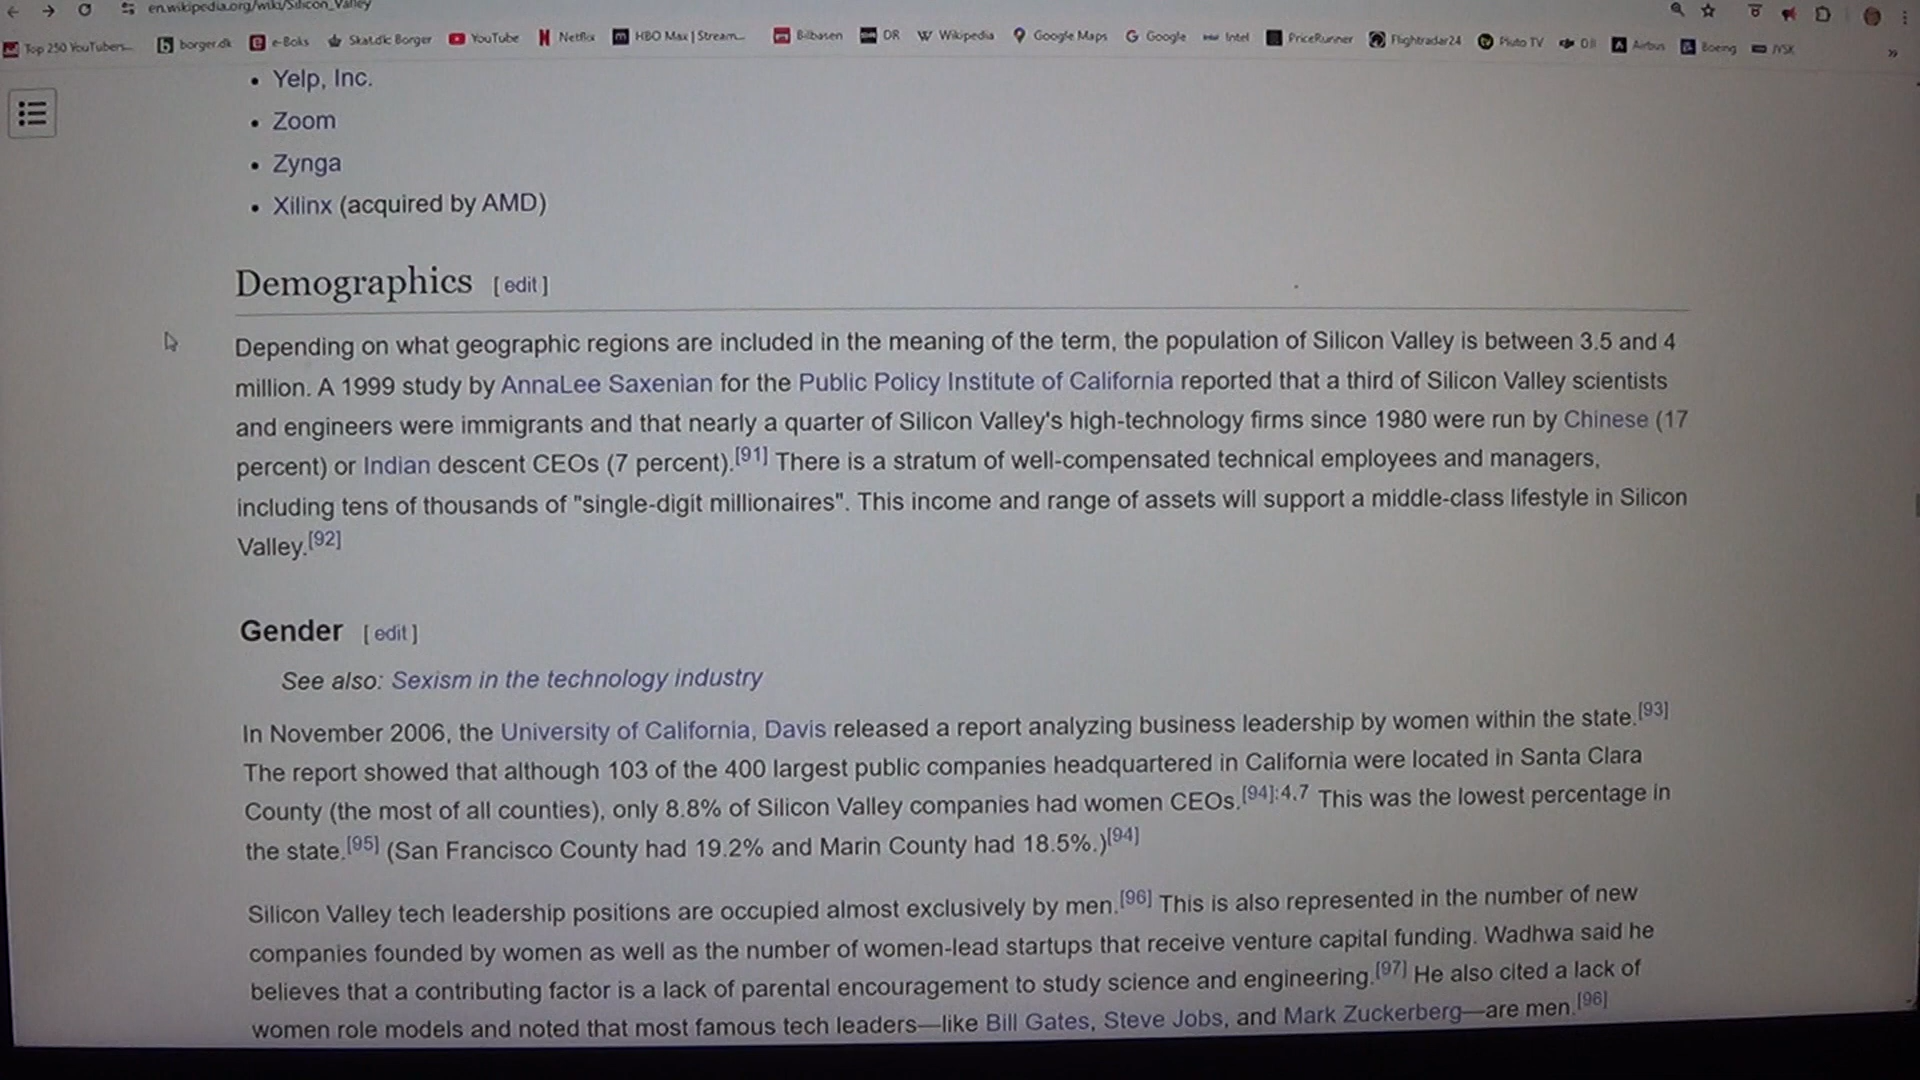 en.wikipedia.org/wiki/Silicon_Valley
Top 250 YouTubers... borger.dk e-Boks Skat.dk: Borger YouTube Netflix HBO Max | Stream... Bilbasen DR Wikipedia Google Maps Google Intel PriceRunner Flightradar24 Pluto TV DJI Airbus Boeing JYSK »
• Yelp, Inc.
• Zoom
• Zynga
• Xilinx (acquired by AMD)
Demographics [ edit ]
Depending on what geographic regions are included in the meaning of the term, the population of Silicon Valley is between 3.5 and 4
million. A 1999 study by AnnaLee Saxenian for the Public Policy Institute of California reported that a third of Silicon Valley scientists
and engineers were immigrants and that nearly a quarter of Silicon Valley's high-technology firms since 1980 were run by Chinese (17
percent) or Indian descent CEOs (7 percent).[91] There is a stratum of well-compensated technical employees and managers,
including tens of thousands of "single-digit millionaires". This income and range of assets will support a middle-class lifestyle in Silicon
Valley.[92]
Gender [ edit ]
See also: Sexism in the technology industry
In November 2006, the University of California, Davis released a report analyzing business leadership by women within the state.[93]
The report showed that although 103 of the 400 largest public companies headquartered in California were located in Santa Clara
County (the most of all counties), only 8.8% of Silicon Valley companies had women CEOs.[94]:4,7 This was the lowest percentage in
the state.[95] (San Francisco County had 19.2% and Marin County had 18.5%.)[94]
Silicon Valley tech leadership positions are occupied almost exclusively by men.[96] This is also represented in the number of new
companies founded by women as well as the number of women-lead startups that receive venture capital funding. Wadhwa said he
believes that a contributing factor is a lack of parental encouragement to study science and engineering.[97] He also cited a lack of
women role models and noted that most famous tech leaders—like Bill Gates, Steve Jobs, and Mark Zuckerberg—are men.[96]